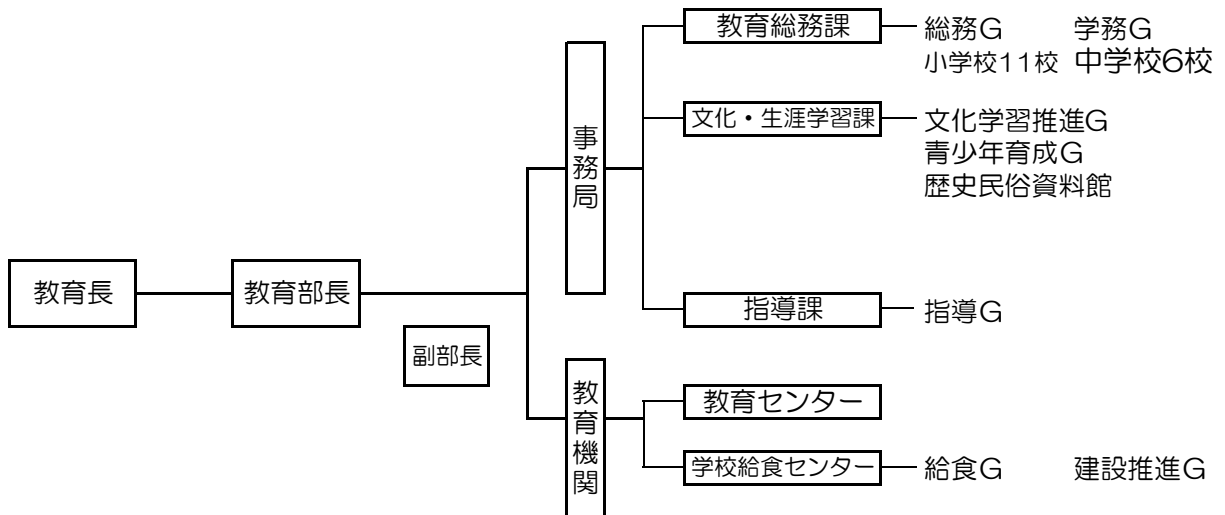 教育長
教育部長
副部長
事務局
教育総務課
総務G 学務G
小学校11校 中学校6校
文化・生涯学習課
文化学習推進G
青少年育成G
歴史民俗資料館
指導課
指導G
教育機関
教育センター
学校給食センター
給食G 建設推進G